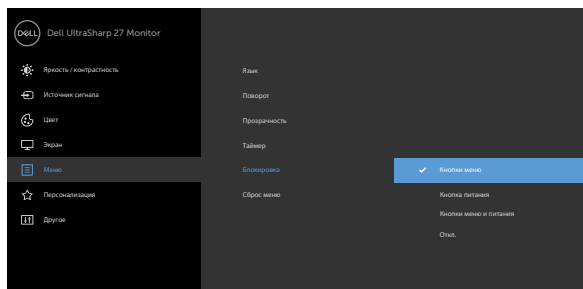 DELL Dell UltraSharp 27 Monitor
Яркость / контрастность
Источник сигнала
Цвет
Экран
Меню
Персонализация
Другое
Язык
Поворот
Прозрачность
Таймер
Блокировка
Сброс меню
Кнопки меню
Кнопка питания
Кнопки меню и питания
Откл.